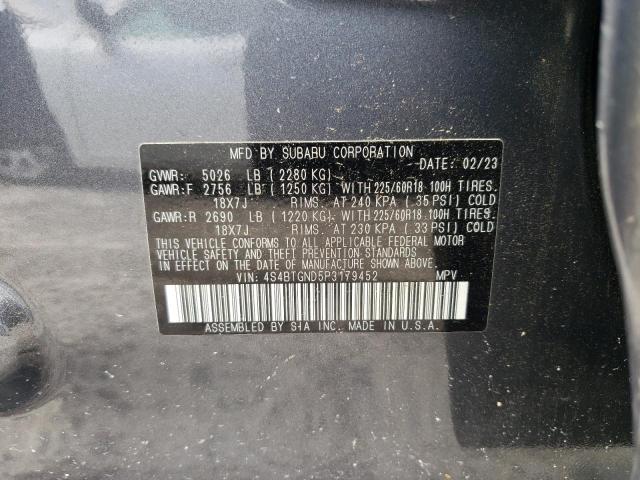 MFD BY SUBARU CORPORATION
DATE: 02/23
GVWR: 5026 LB (2280 KG)
GAWR:F 2756 LB (1250 KG) WITH 225/60R18 100H TIRES.
18X7J RIMS. AT 240 KPA (.35 PSI) COLD
GAWR:R 2690 LB (1220 KG) WITH 225/60R18 100H TIRES.
18X7J RIMS. AT 230 KPA (.33 PSI) COLD
THIS VEHICLE CONFORMS TO ALL APPLICABLE FEDERAL MOTOR
VEHICLE SAFETY AND THEFT PREVENTION STANDARDS
IN EFFECT ON THE DATE OF MANUFACTURE SHOWN ABOVE.
VIN: 4S4BTGND5P3179452 MPV
ASSEMBLED BY S-I-A INC. MADE IN U.S.A.